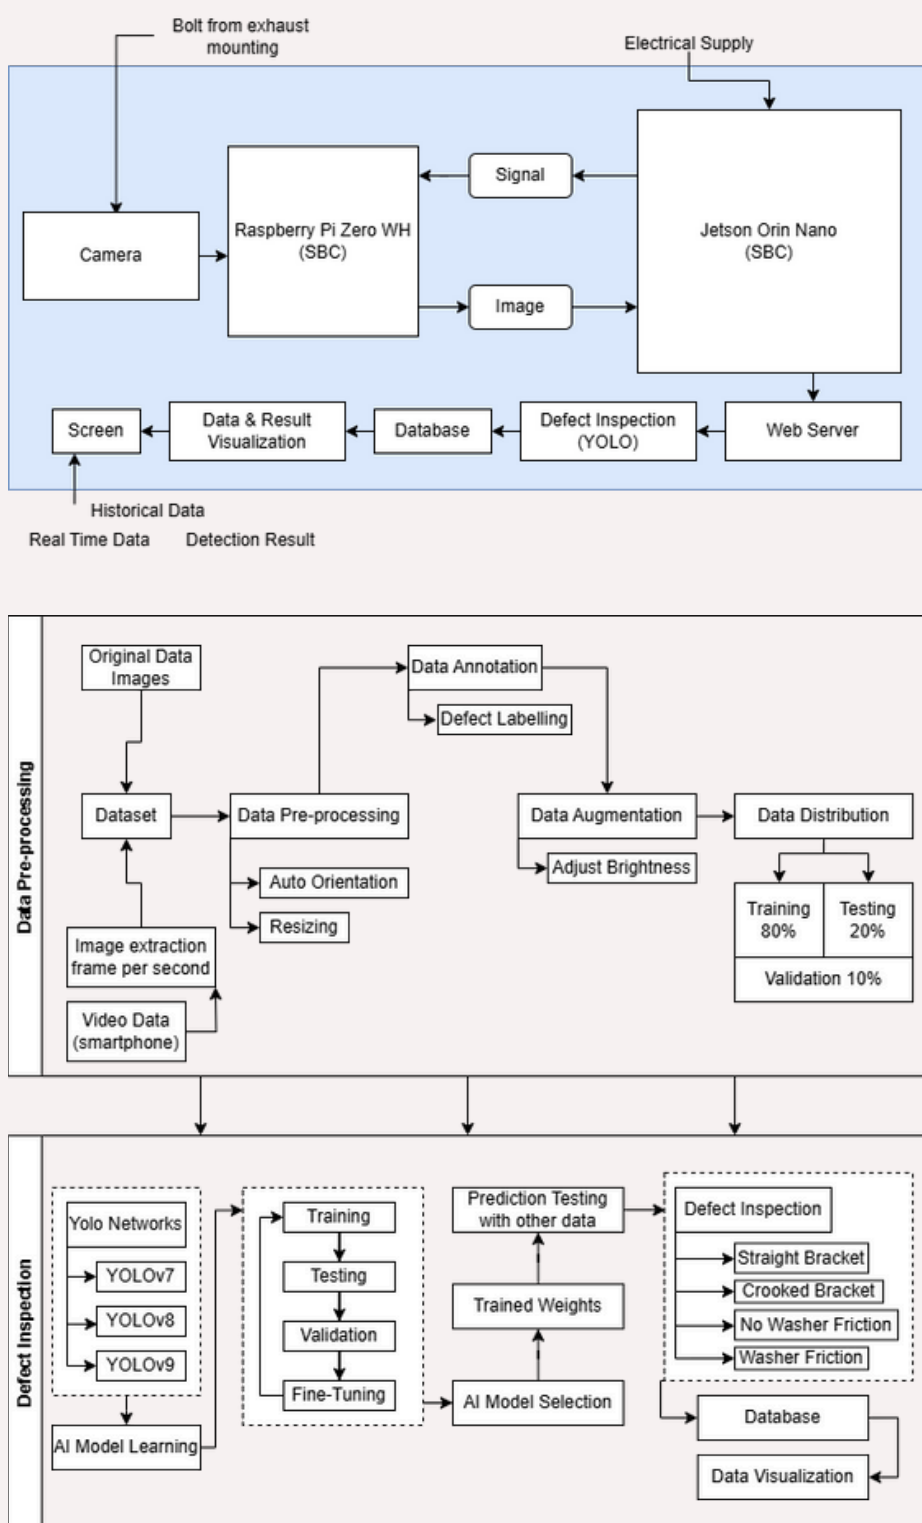 Bolt from exhaust
mounting
Electrical Supply
Camera
Raspberry Pi Zero WH
(SBC)
Signal
Image
Jetson Orin Nano
(SBC)
Screen
Data & Result
Visualization
Database
Defect Inspection
(YOLO)
Web Server
Historical Data
Real Time Data
Detection Result
Data Pre-processing
Original Data
Images
Dataset
Image extraction
frame per second
Video Data
(smartphone)
Data Pre-processing
Auto Orientation
Resizing
Data Annotation
Defect Labelling
Data Augmentation
Adjust Brightness
Data Distribution
Training
80%
Testing
20%
Validation 10%
Defect Inspection
Yolo Networks
YOLOv7
YOLOv8
YOLOv9
AI Model Learning
Training
Testing
Validation
Fine-Tuning
Prediction Testing
with other data
Trained Weights
AI Model Selection
Defect Inspection
Straight Bracket
Crooked Bracket
No Washer Friction
Washer Friction
Database
Data Visualization